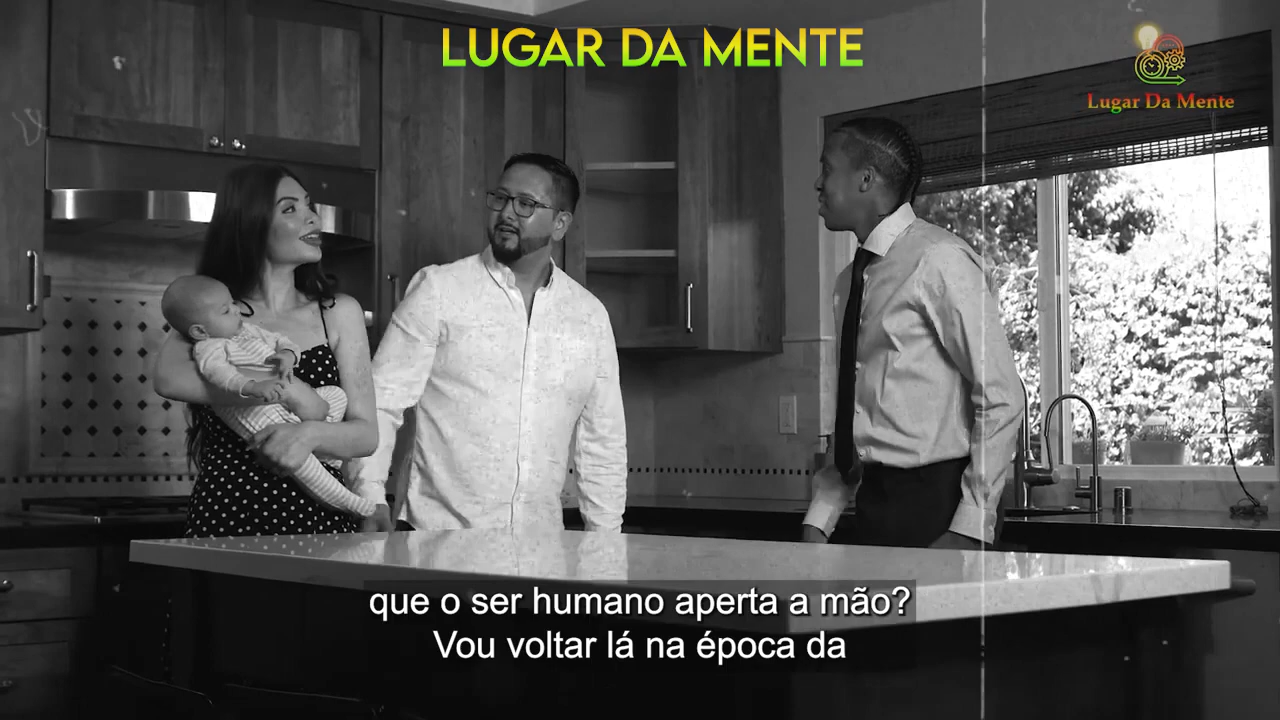 LUGAR DA MENTE
Lugar Da Mente
que o ser humano aperta a mão?
Vou voltar lá na época da